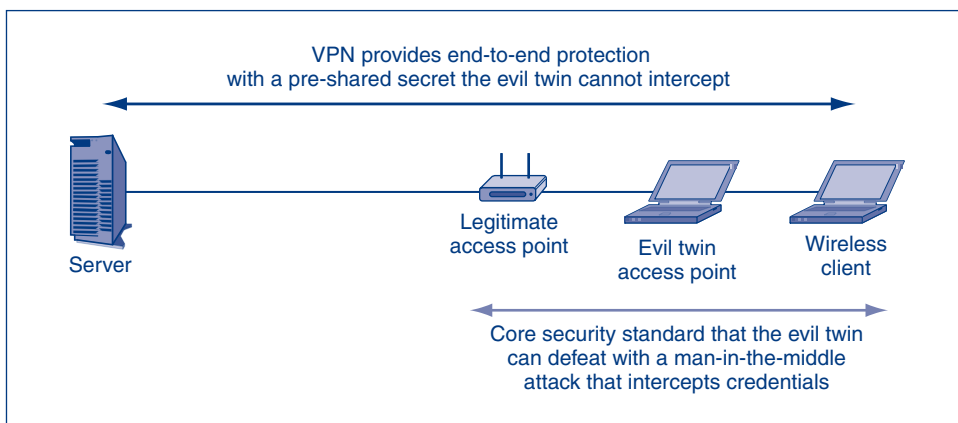 VPN provides end-to-end protection
with a pre-shared secret the evil twin cannot intercept
Server
Legitimate
access point
Evil twin
access point
Wireless
client
Core security standard that the evil twin
can defeat with a man-in-the-middle
attack that intercepts credentials